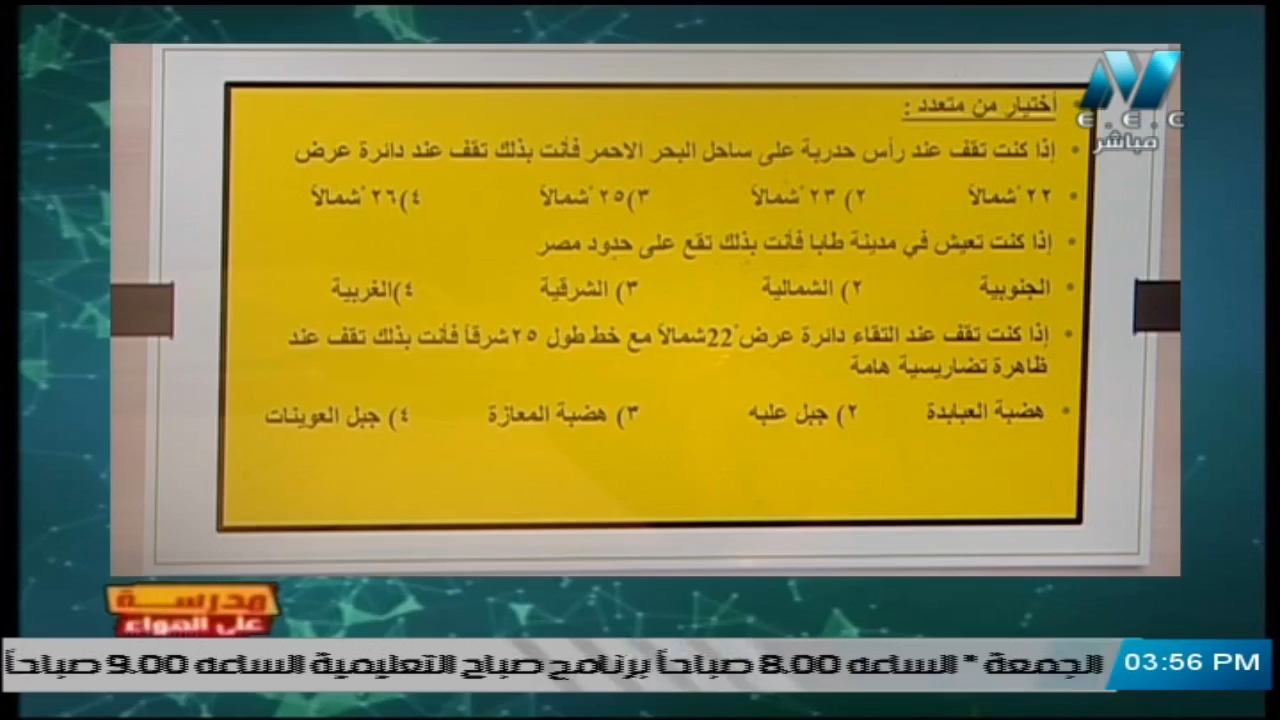 أختيار من متعدد :
• إذا كنت تقف عند رأس حدربة على ساحل البحر الاحمر فأنت بذلك تقف عند دائرة عرض
• ٢٢ ْشمالاً ٢) ٢٣ ْشمالاً ٣)٢٥ ْشمالاً ٤)٢٦ ْشمالاً
• إذا كنت تعيش في مدينة طابا فأنت بذلك تقع على حدود مصر
• الجنوبية ٢) الشمالية ٣) الشرقية ٤)الغربية
• إذا كنت تقف عند التقاء دائرة عرض ْ22شمالاً مع خط طول ٢٥شرقاً فأنت بذلك تقف عند
ظاهرة تضاريسية هامة
• هضبة العبابدة ٢) جبل علبه ٣) هضبة المعازة ٤) جبل العوينات
E.E.C
مباشر
مدرسة
على الهواء
الجمعة * الساعه 8.00 صباحاً برنامج صباح التعليمية الساعه 9.00 صباحاً
03:56 PM